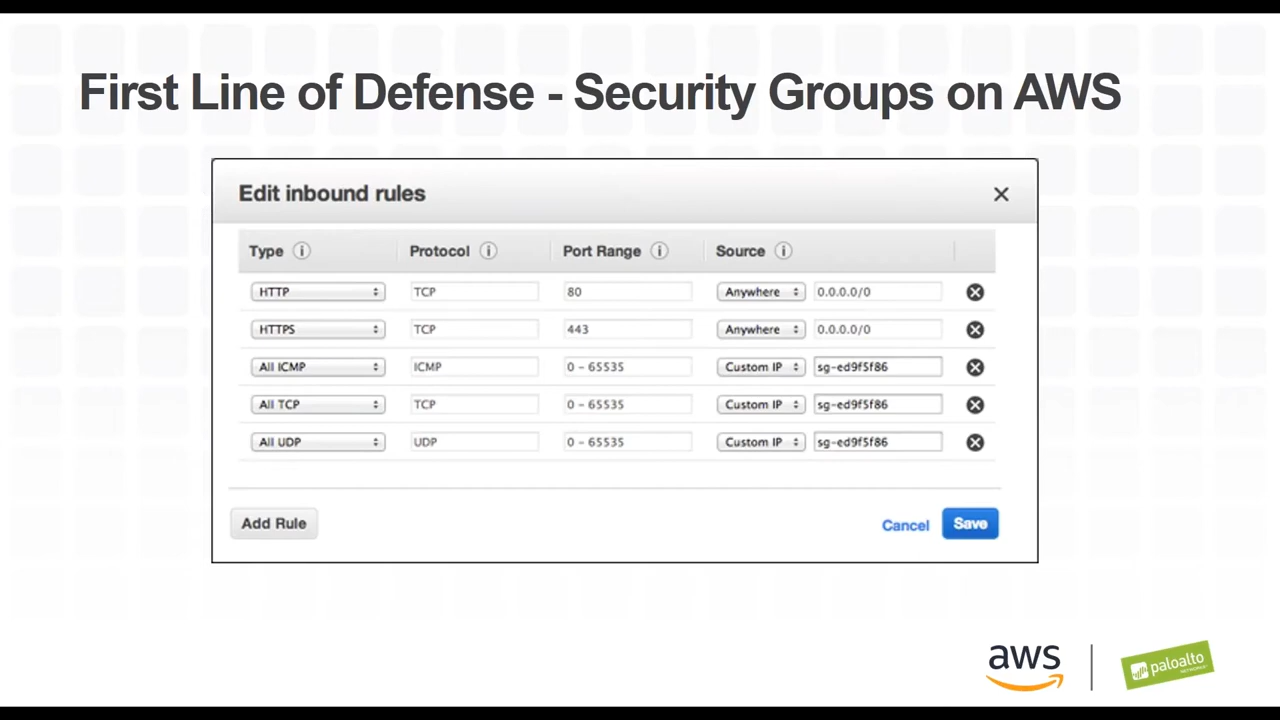 First Line of Defense - Security Groups on AWS
Edit inbound rules
Type Protocol Port Range Source
HTTP TCP 80 Anywhere 0.0.0.0/0
HTTPS TCP 443 Anywhere 0.0.0.0/0
All ICMP ICMP 0 - 65535 Custom IP sg-ed9f5f86
All TCP TCP 0 - 65535 Custom IP sg-ed9f5f86
All UDP UDP 0 - 65535 Custom IP sg-ed9f5f86
Add Rule Cancel Save
aws paloalto
NETWORKS